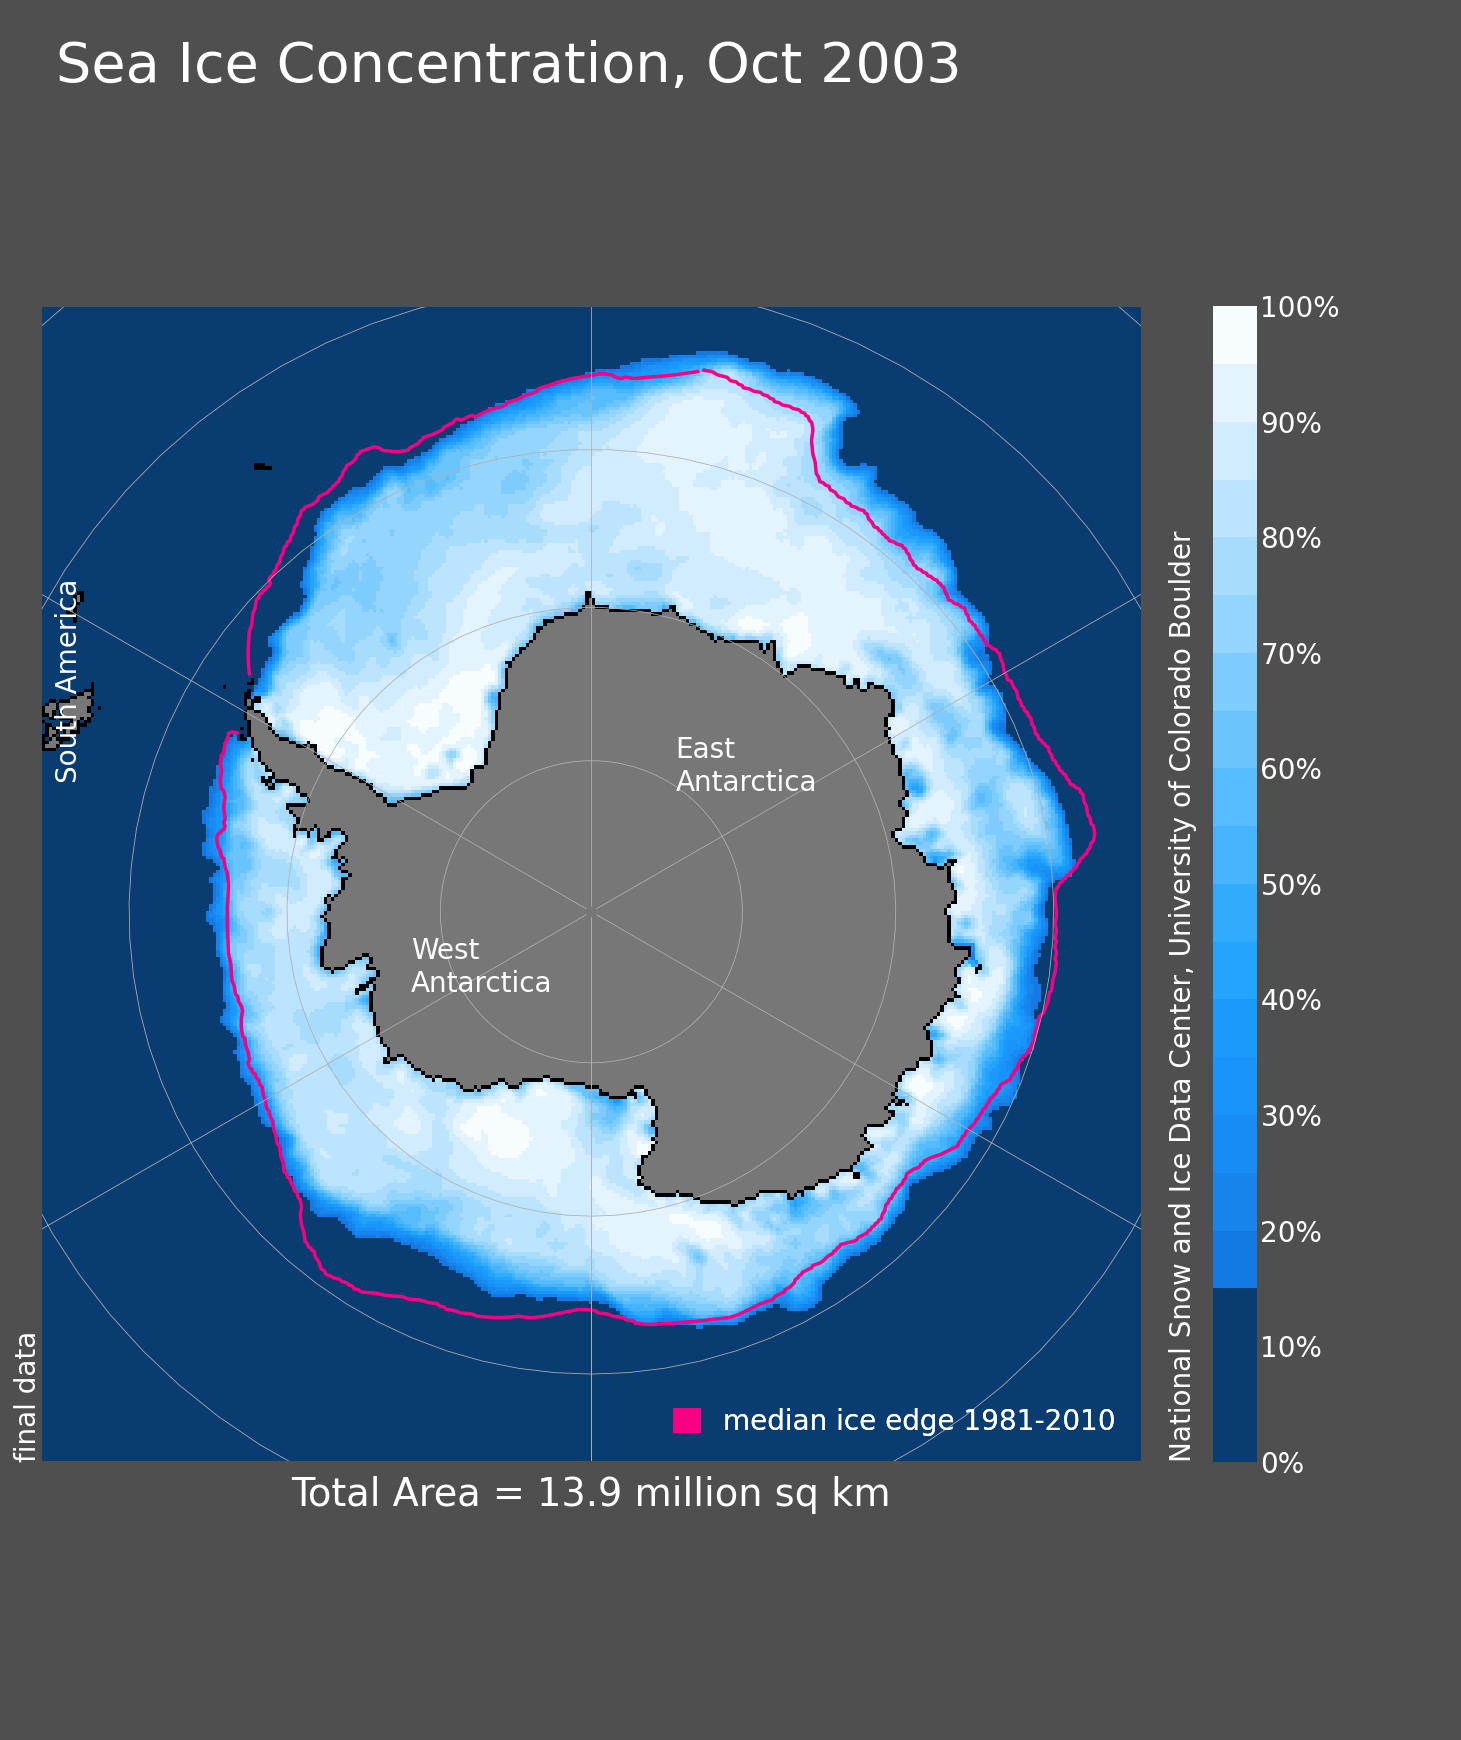 Sea Ice Concentration, Oct 2003
South America
East
Antarctica
West
Antarctica
final data
median ice edge 1981-2010
Total Area = 13.9 million sq km
National Snow and Ice Data Center, University of Colorado Boulder
100%
90%
80%
70%
60%
50%
40%
30%
20%
10%
0%